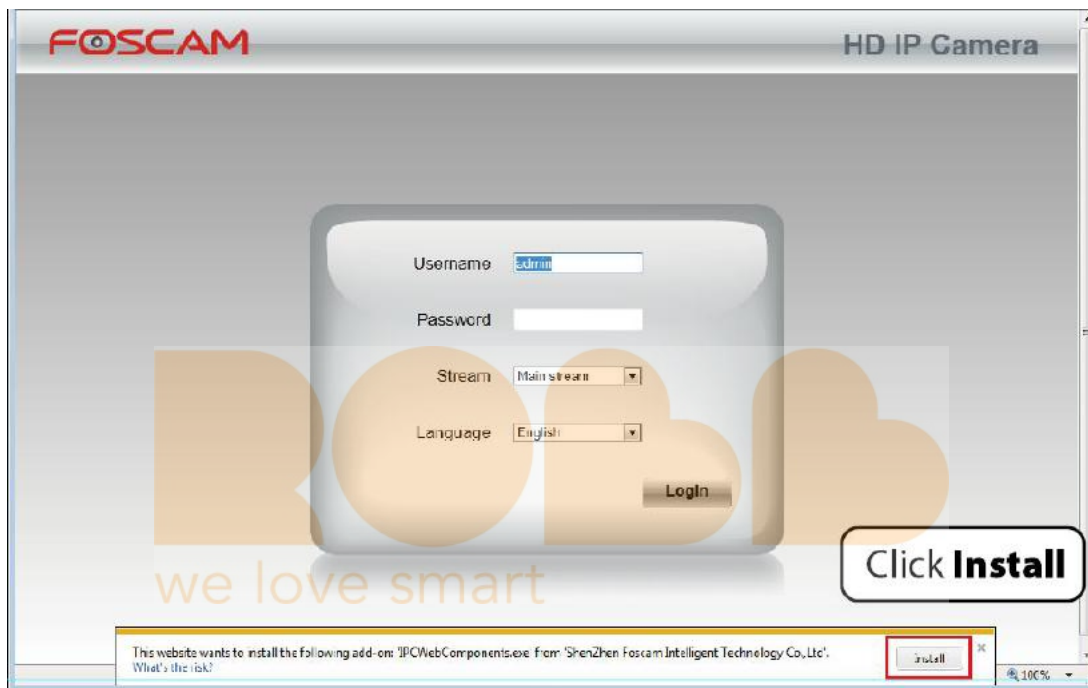 FOSCAM
HD IP Camera
Username admin
Password
Stream Main stream
Language English
LogIn
ROBB
we love smart
Click Install
This website wants to install the following add-on: 'IPCWebComponents.exe' from 'ShenZhen Foscam Intelligent Technology Co,.Ltd'.
What's the risk?
Install
100%